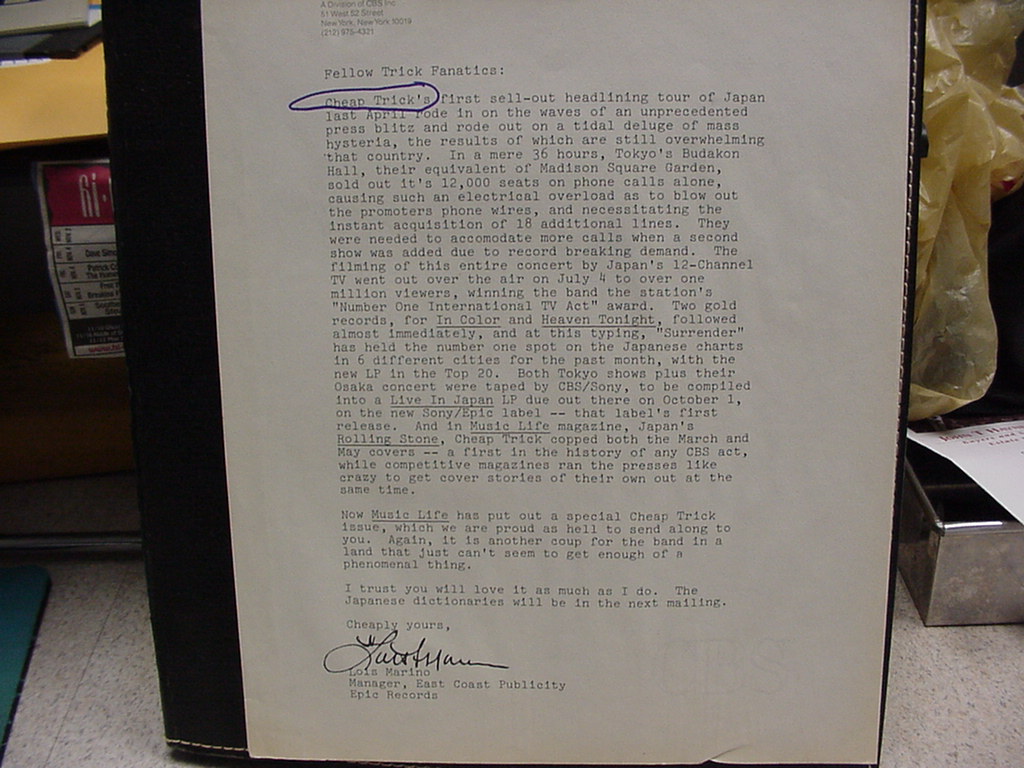 A Division of CBS Inc
51 West 52 Street
New York, New York 10019
(212) 975-4321
Fellow Trick Fanatics:
Cheap Trick's first sell-out headlining tour of Japan
last April rode in on the waves of an unprecedented
press blitz and rode out on a tidal deluge of mass
hysteria, the results of which are still overwhelming
that country. In a mere 36 hours, Tokyo's Budakon
Hall, their equivalent of Madison Square Garden,
sold out it's 12,000 seats on phone calls alone,
causing such an electrical overload as to blow out
the promoters phone wires, and necessitating the
instant acquisition of 18 additional lines. They
were needed to accomodate more calls when a second
show was added due to record breaking demand. The
filming of this entire concert by Japan's 12-Channel
TV went out over the air on July 4 to over one
million viewers, winning the band the station's
"Number One International TV Act" award. Two gold
records, for In Color and Heaven Tonight, followed
almost immediately, and at this typing, "Surrender"
has held the number one spot on the Japanese charts
in 6 different cities for the past month, with the
new LP in the Top 20. Both Tokyo shows plus their
Osaka concert were taped by CBS/Sony, to be compiled
into a Live In Japan LP due out there on October 1,
on the new Sony/Epic label -- that label's first
release. And in Music Life magazine, Japan's
Rolling Stone, Cheap Trick copped both the March and
May covers -- a first in the history of any CBS act,
while competitive magazines ran the presses like
crazy to get cover stories of their own out at the
same time.
Now Music Life has put out a special Cheap Trick
issue, which we are proud as hell to send along to
you. Again, it is another coup for the band in a
land that just can't seem to get enough of a
phenomenal thing.
I trust you will love it as much as I do. The
Japanese dictionaries will be in the next mailing.
Cheaply yours,
Lois Marino
Manager, East Coast Publicity
Epic Records